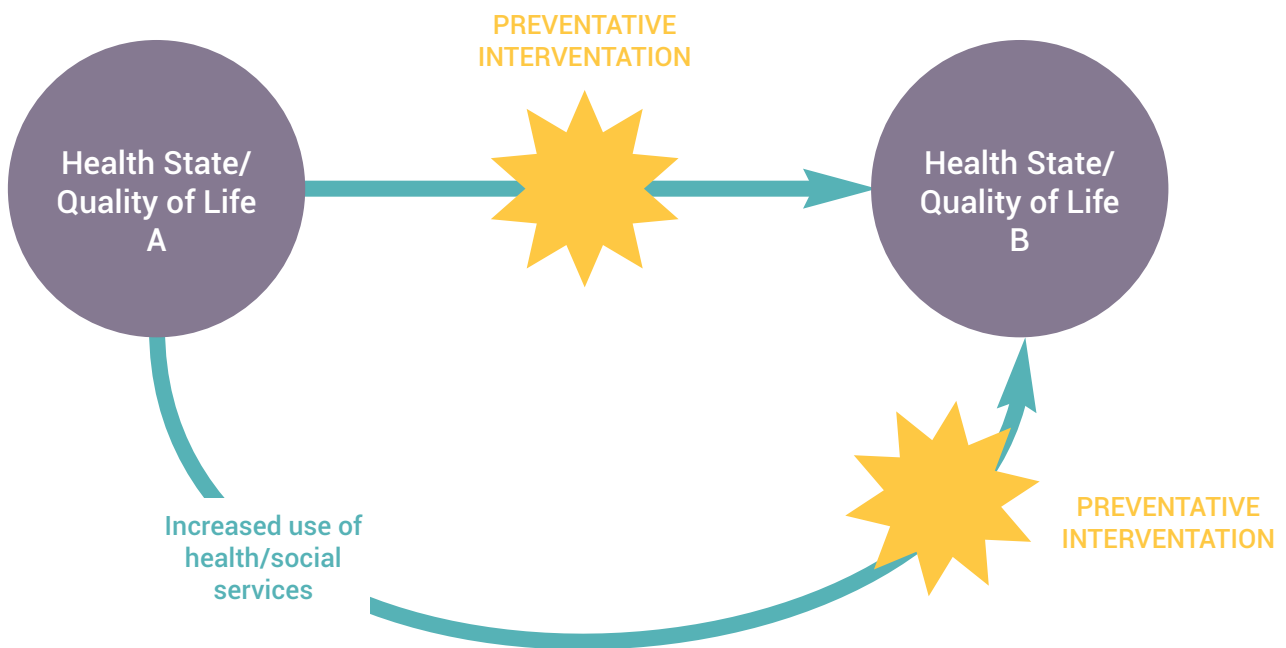 PREVENTATIVE
INTERVENTATION
Health State/
Quality of Life
A
Health State/
Quality of Life
B
Increased use of
health/social
services
PREVENTATIVE
INTERVENTATION